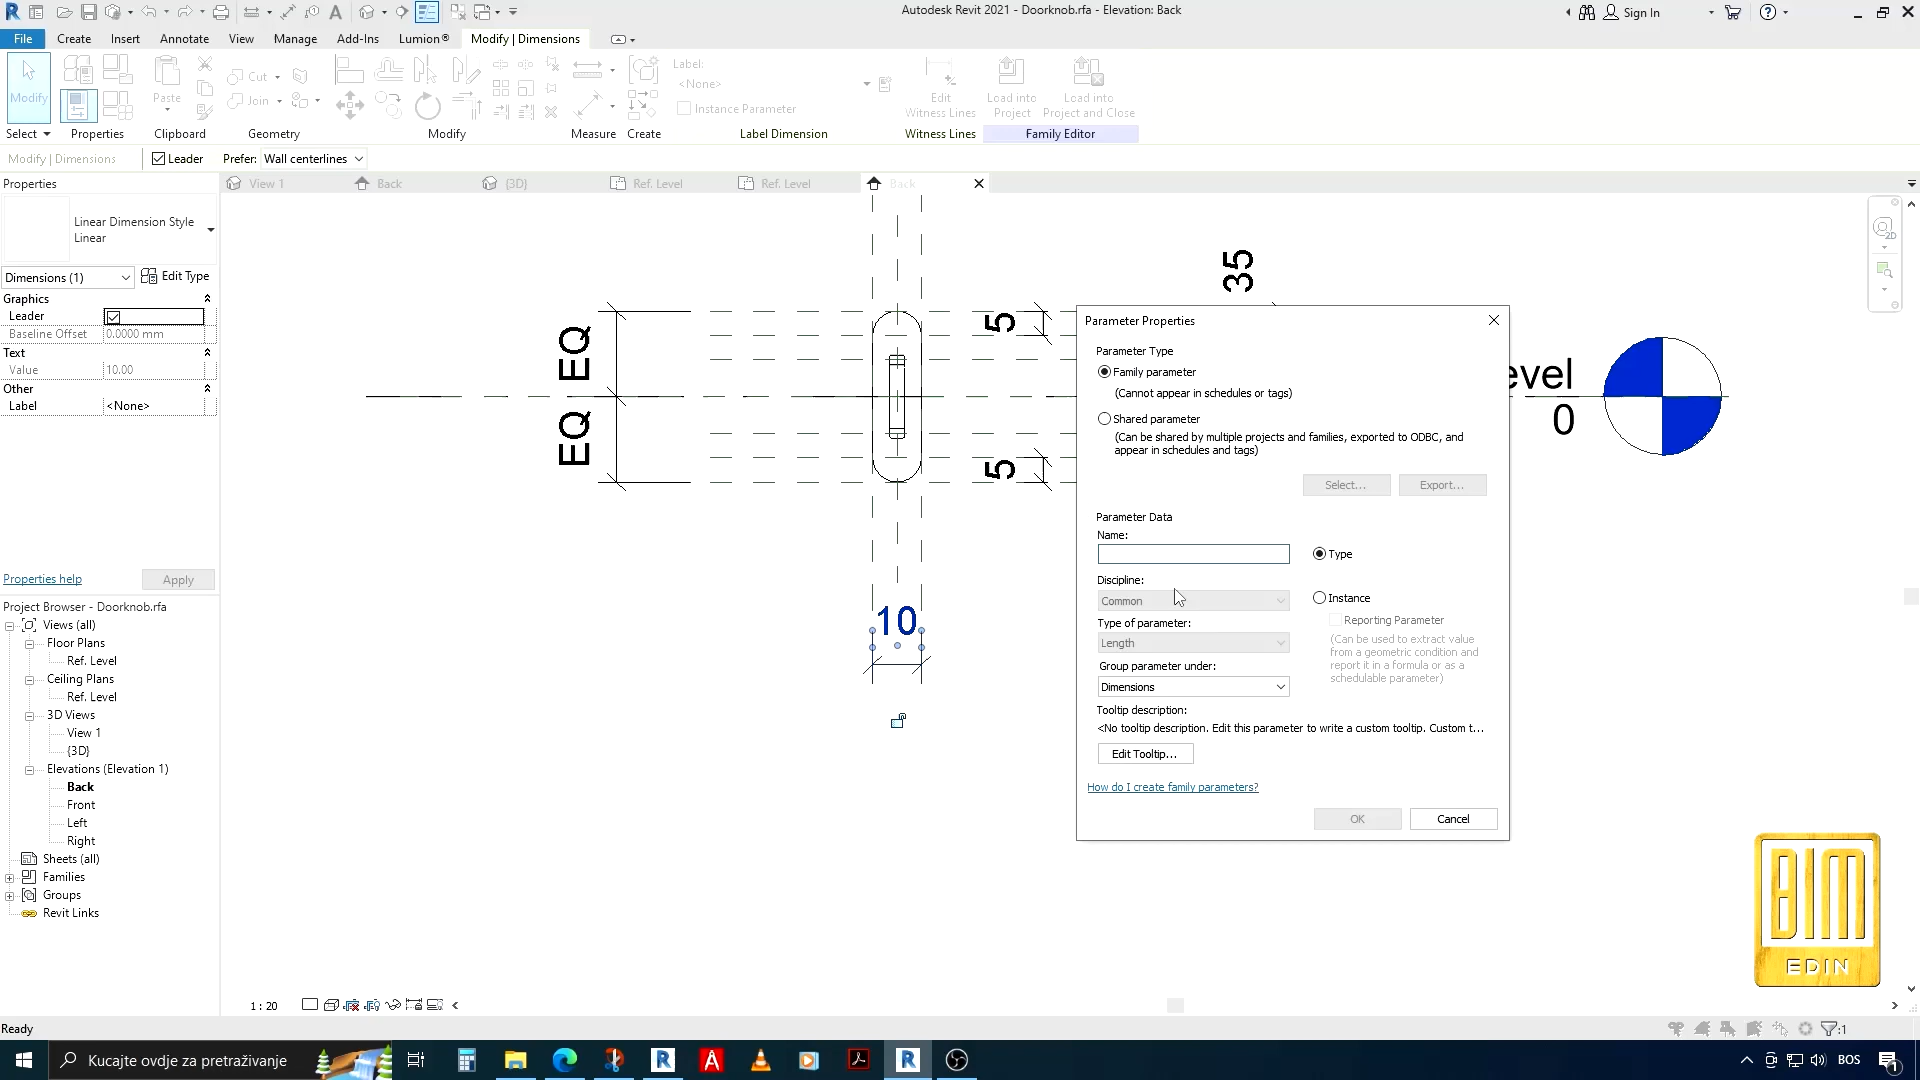 Autodesk Revit 2021 - Doorknob.rfa - Elevation: Back
Sign In
File
Create
Insert
Annotate
View
Manage
Add-Ins
Lumion®
Modify | Dimensions
Modify
Paste
Cut
Join
Label:
<None>
Instance Parameter
Edit
Witness Lines
Load into
Project
Load into
Project and Close
Select
Properties
Clipboard
Geometry
Modify
Measure
Create
Label Dimension
Witness Lines
Family Editor
Modify | Dimensions
Leader
Prefer:
Wall centerlines
Properties
View 1
Back
{3D}
Ref. Level
Ref. Level
Back
Linear Dimension Style
Linear
Dimensions (1)
Edit Type
Graphics
Leader
Baseline Offset
0.0000 mm
Text
Value
10.00
Other
Label
<None>
Properties help
Apply
Project Browser - Doorknob.rfa
Views (all)
Floor Plans
Ref. Level
Ceiling Plans
Ref. Level
3D Views
View 1
{3D}
Elevations (Elevation 1)
Back
Front
Left
Right
Sheets (all)
Families
Groups
Revit Links
EQ
EQ
5
5
35
10
evel
0
2D
Parameter Properties
Parameter Type
Family parameter
(Cannot appear in schedules or tags)
Shared parameter
(Can be shared by multiple projects and families, exported to ODBC, and
appear in schedules and tags)
Select...
Export...
Parameter Data
Name:
Type
Discipline:
Common
Instance
Reporting Parameter
(Can be used to extract value
from a geometric condition and
report it in a formula or as a
schedulable parameter)
Type of parameter:
Length
Group parameter under:
Dimensions
Tooltip description:
<No tooltip description. Edit this parameter to write a custom tooltip. Custom t...
Edit Tooltip...
How do I create family parameters?
OK
Cancel
BIM
EDIN
1 : 20
Ready
:1
Kucajte ovdje za pretraživanje
BOS
1